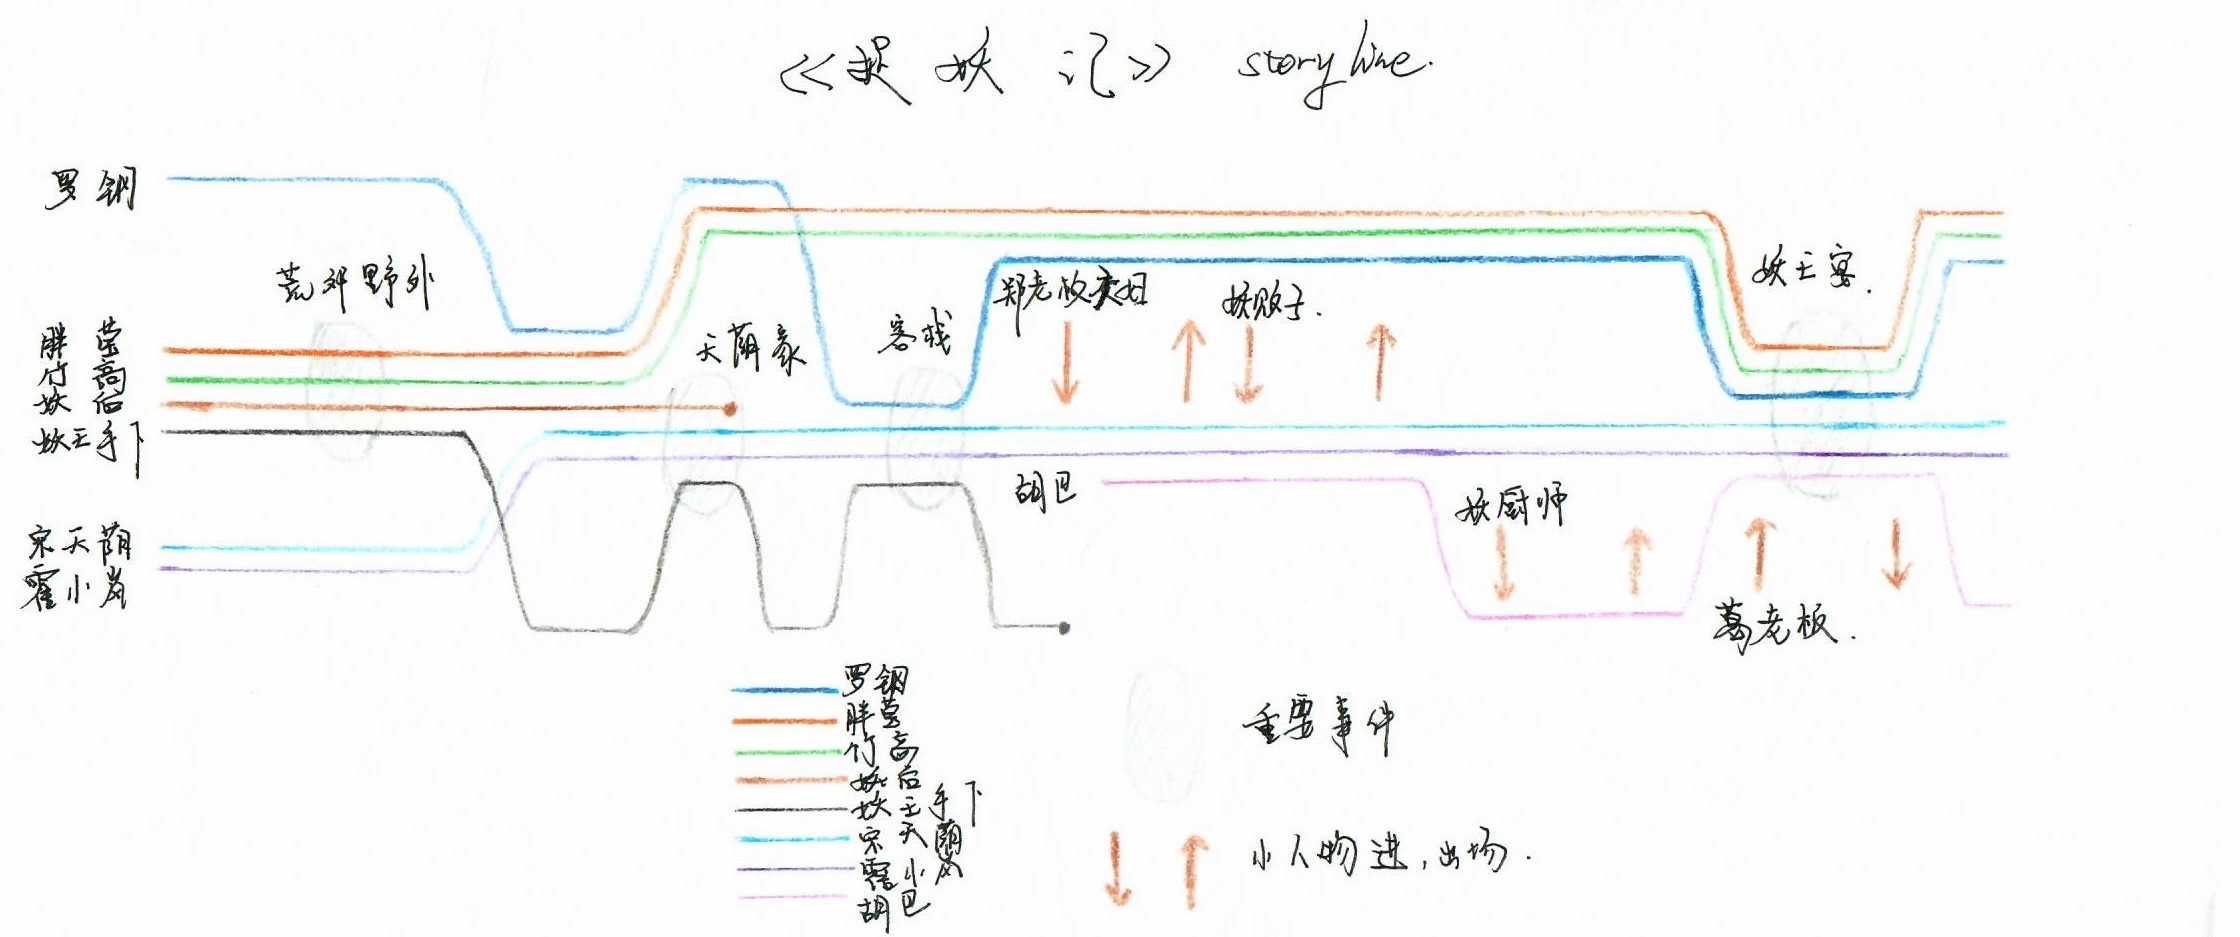 《捉妖记》 story line.
罗钢
荒郊野外
胖莹
竹高
妖后
妖王手下
宋天荫
霍小岚
天荫家
客栈
郑老收夫妇
妖贩子.
妖王宴.
胡巴
妖厨师
葛老板.
罗钢
胖莹
竹高
妖后
妖王手下
宋天荫
霍小岚
胡巴
重要事件
小人物进,出场.